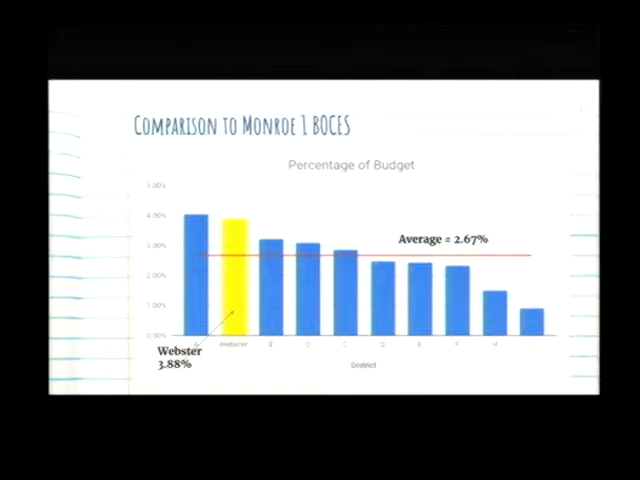 Comparison to Monroe 1 BOCES
Percentage of Budget
5.00%
4.00%
Average = 2.67%
3.00%
2.00%
1.00%
0.00%
A Webster B D C G E F H
Webster
3.88%
District